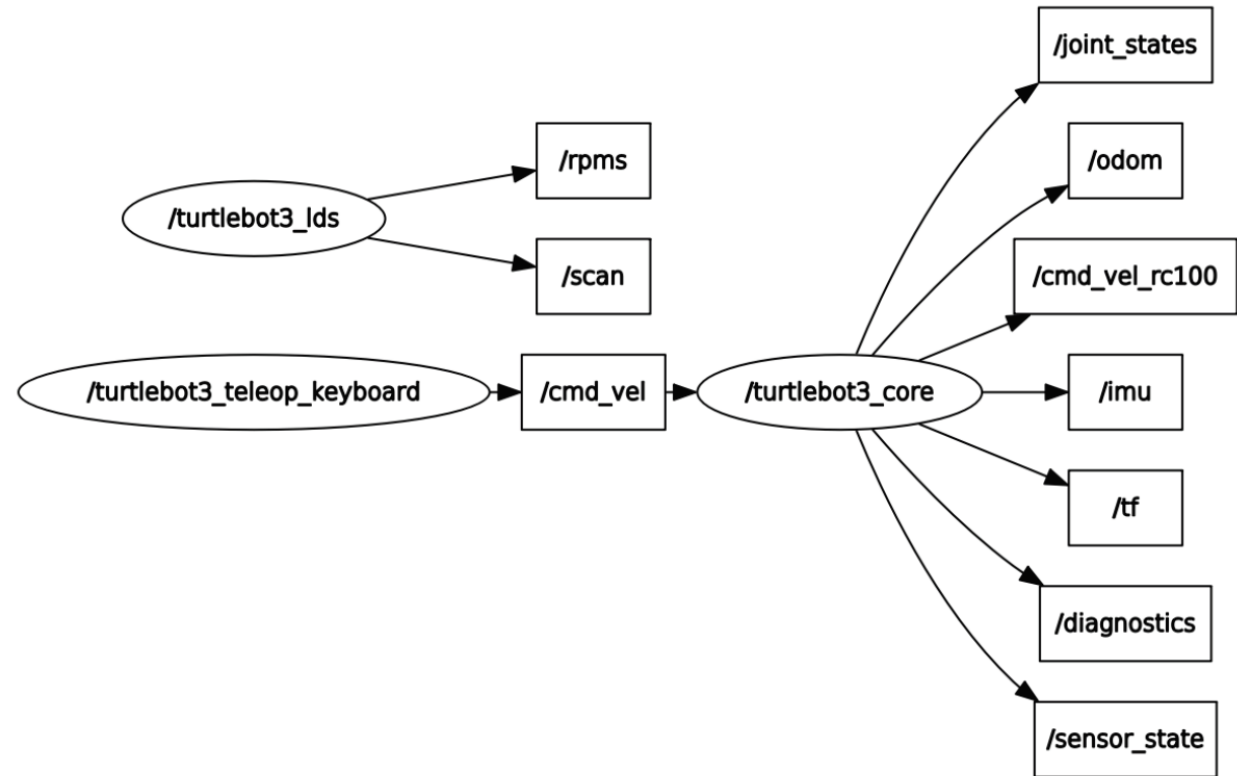 /joint_states
/rpms
/odom
/turtlebot3_lds
/scan
/cmd_vel_rc100
/turtlebot3_teleop_keyboard
/cmd_vel
/turtlebot3_core
/imu
/tf
/diagnostics
/sensor_state